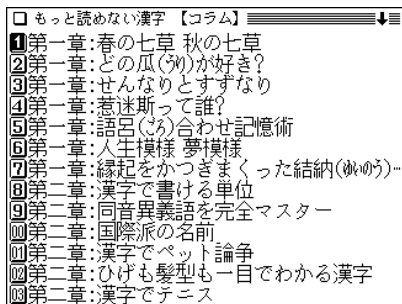 □ もっと読めない漢字 【コラム】
1 第一章:春の七草 秋の七草
2 第一章:どの瓜(うり)が好き?
3 第一章:せんなりとすずなり
4 第一章:惹迷斯って誰?
5 第一章:語呂(ごろ)合わせ記憶術
6 第一章:人生模様 夢模様
7 第一章:縁起をかつぎまくった結納(ゆいのう)…
8 第二章:漢字で書ける単位
9 第二章:同音異義語を完全マスター
00 第二章:国際派の名前
01 第二章:漢字でペット論争
02 第二章:ひげも髪型も一目でわかる漢字
03 第二章:漢字でテニス